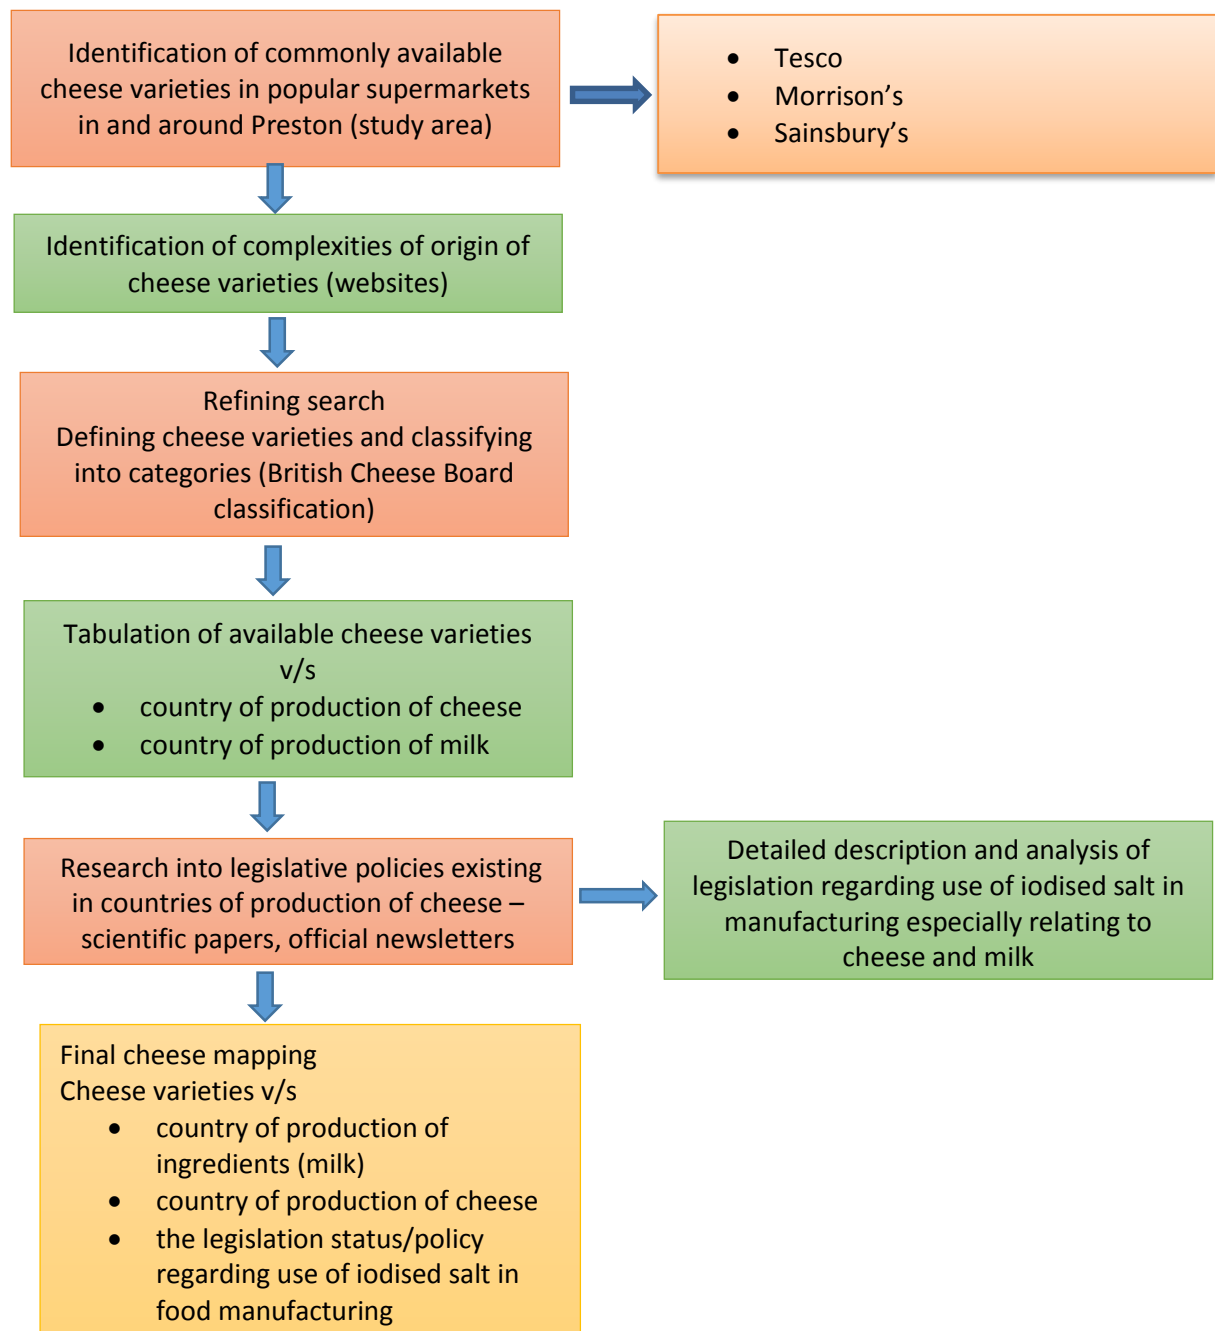 Identification of commonly available
cheese varieties in popular supermarkets
in and around Preston (study area)
• Tesco
• Morrison’s
• Sainsbury’s
Identification of complexities of origin of
cheese varieties (websites)
Refining search
Defining cheese varieties and classifying
into categories (British Cheese Board
classification)
Tabulation of available cheese varieties
v/s
• country of production of cheese
• country of production of milk
Research into legislative policies existing
in countries of production of cheese –
scientific papers, official newsletters
Detailed description and analysis of
legislation regarding use of iodised salt in
manufacturing especially relating to
cheese and milk
Final cheese mapping
Cheese varieties v/s
• country of production of
ingredients (milk)
• country of production of cheese
• the legislation status/policy
regarding use of iodised salt in
food manufacturing